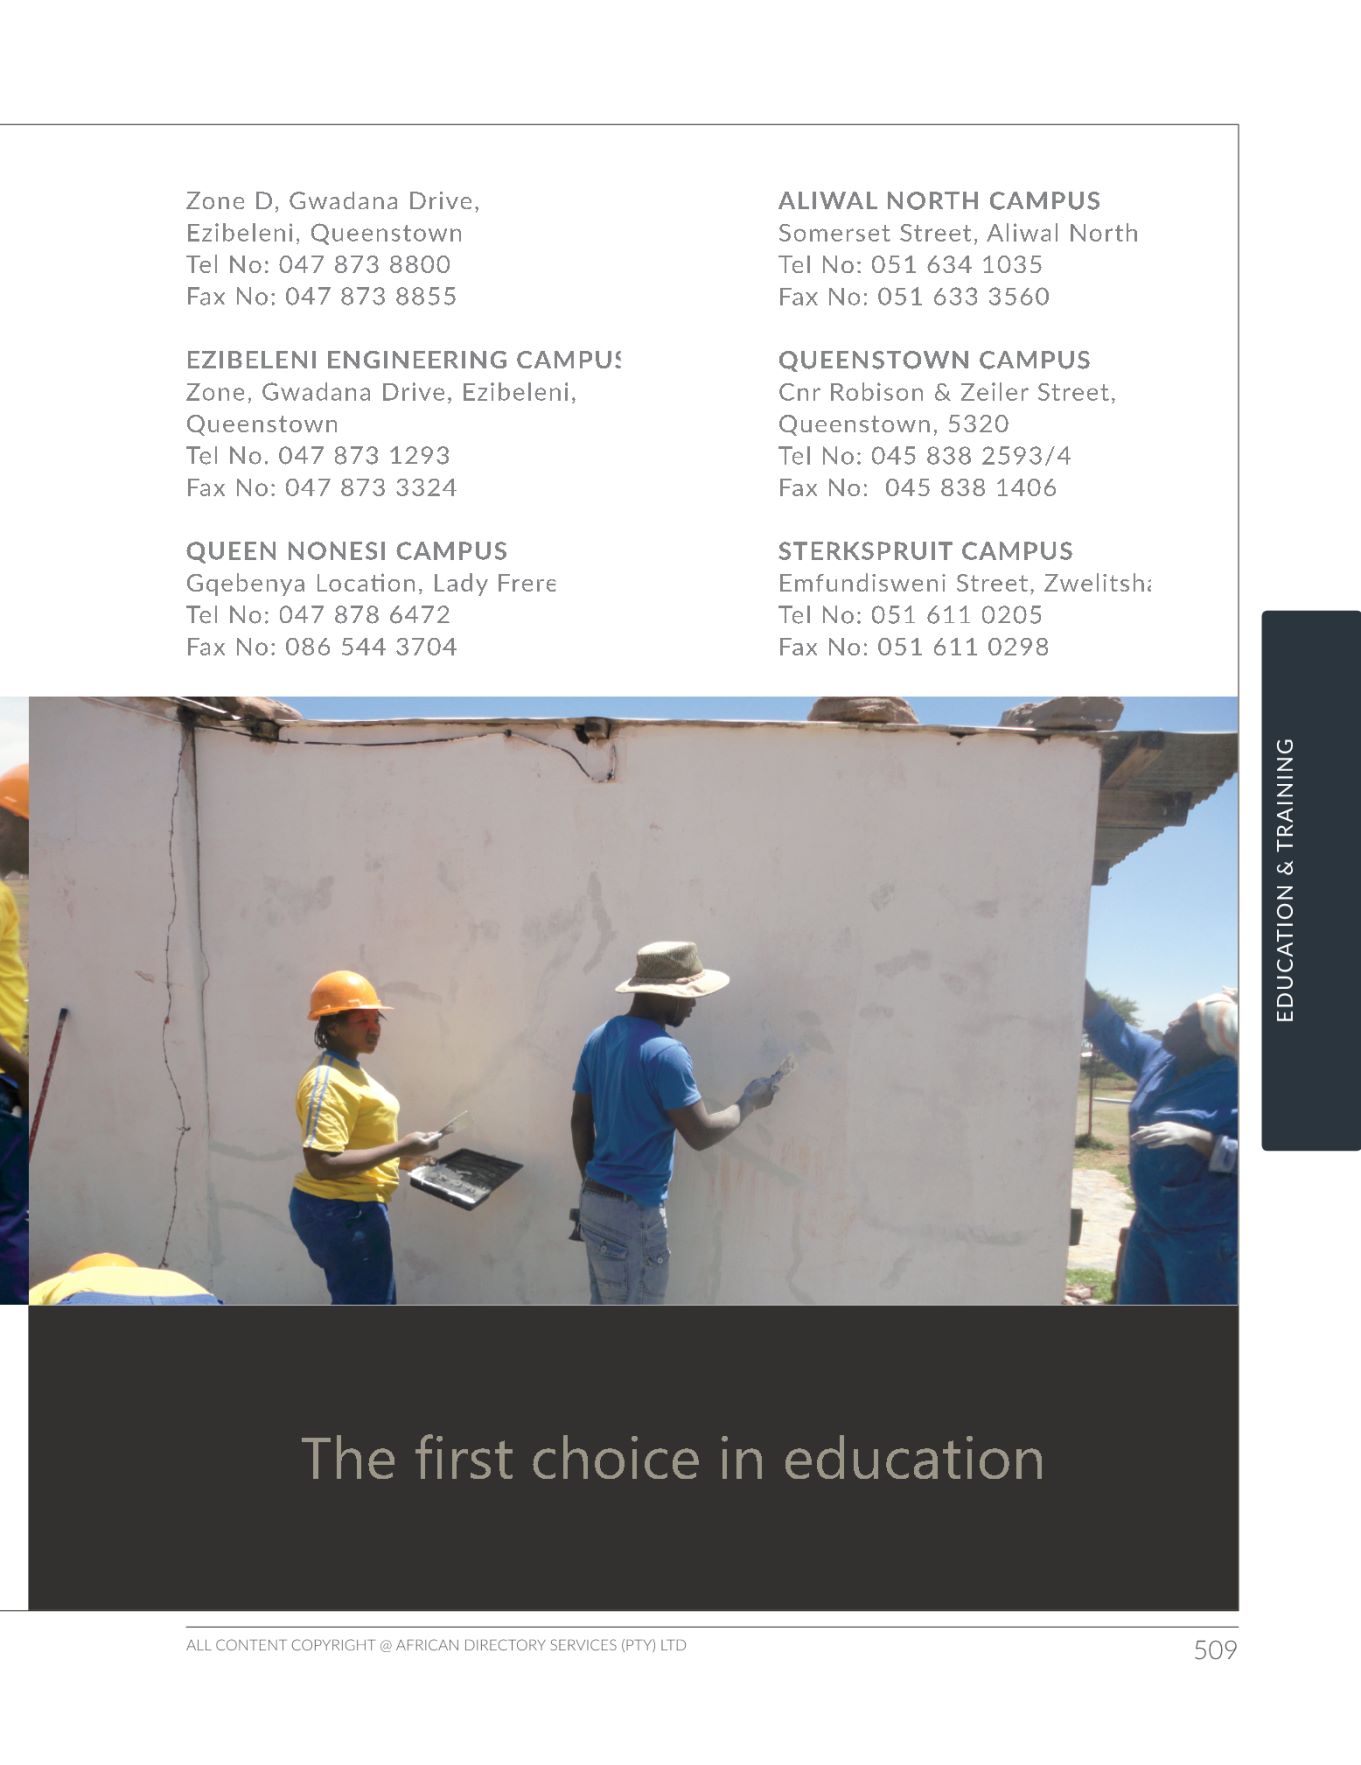 Zone D, Gwadana Drive,
Ezibeleni, Queenstown
Tel No: 047 873 8800
Fax No: 047 873 8855
EZIBELENI ENGINEERING CAMPUS
Zone, Gwadana Drive, Ezibeleni,
Queenstown
Tel No. 047 873 1293
Fax No: 047 873 3324
QUEEN NONESI CAMPUS
Gqebenya Location, Lady Frere
Tel No: 047 878 6472
Fax No: 086 544 3704
ALIWAL NORTH CAMPUS
Somerset Street, Aliwal North
Tel No: 051 634 1035
Fax No: 051 633 3560
QUEENSTOWN CAMPUS
Cnr Robison & Zeiler Street,
Queenstown, 5320
Tel No: 045 838 2593/4
Fax No: 045 838 1406
STERKSPRUIT CAMPUS
Emfundisweni Street, Zwelitsha
Tel No: 051 611 0205
Fax No: 051 611 0298
EDUCATION & TRAINING
The first choice in education
ALL CONTENT COPYRIGHT @ AFRICAN DIRECTORY SERVICES (PTY) LTD
509